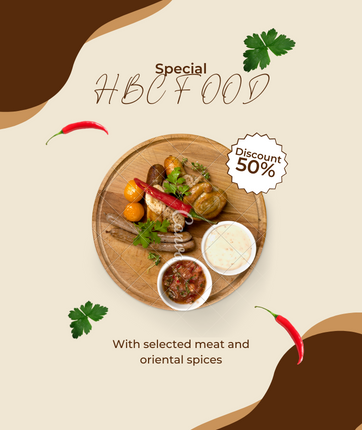 Special
HBC FOOD
Discount
50%
With selected meat and
oriental spices